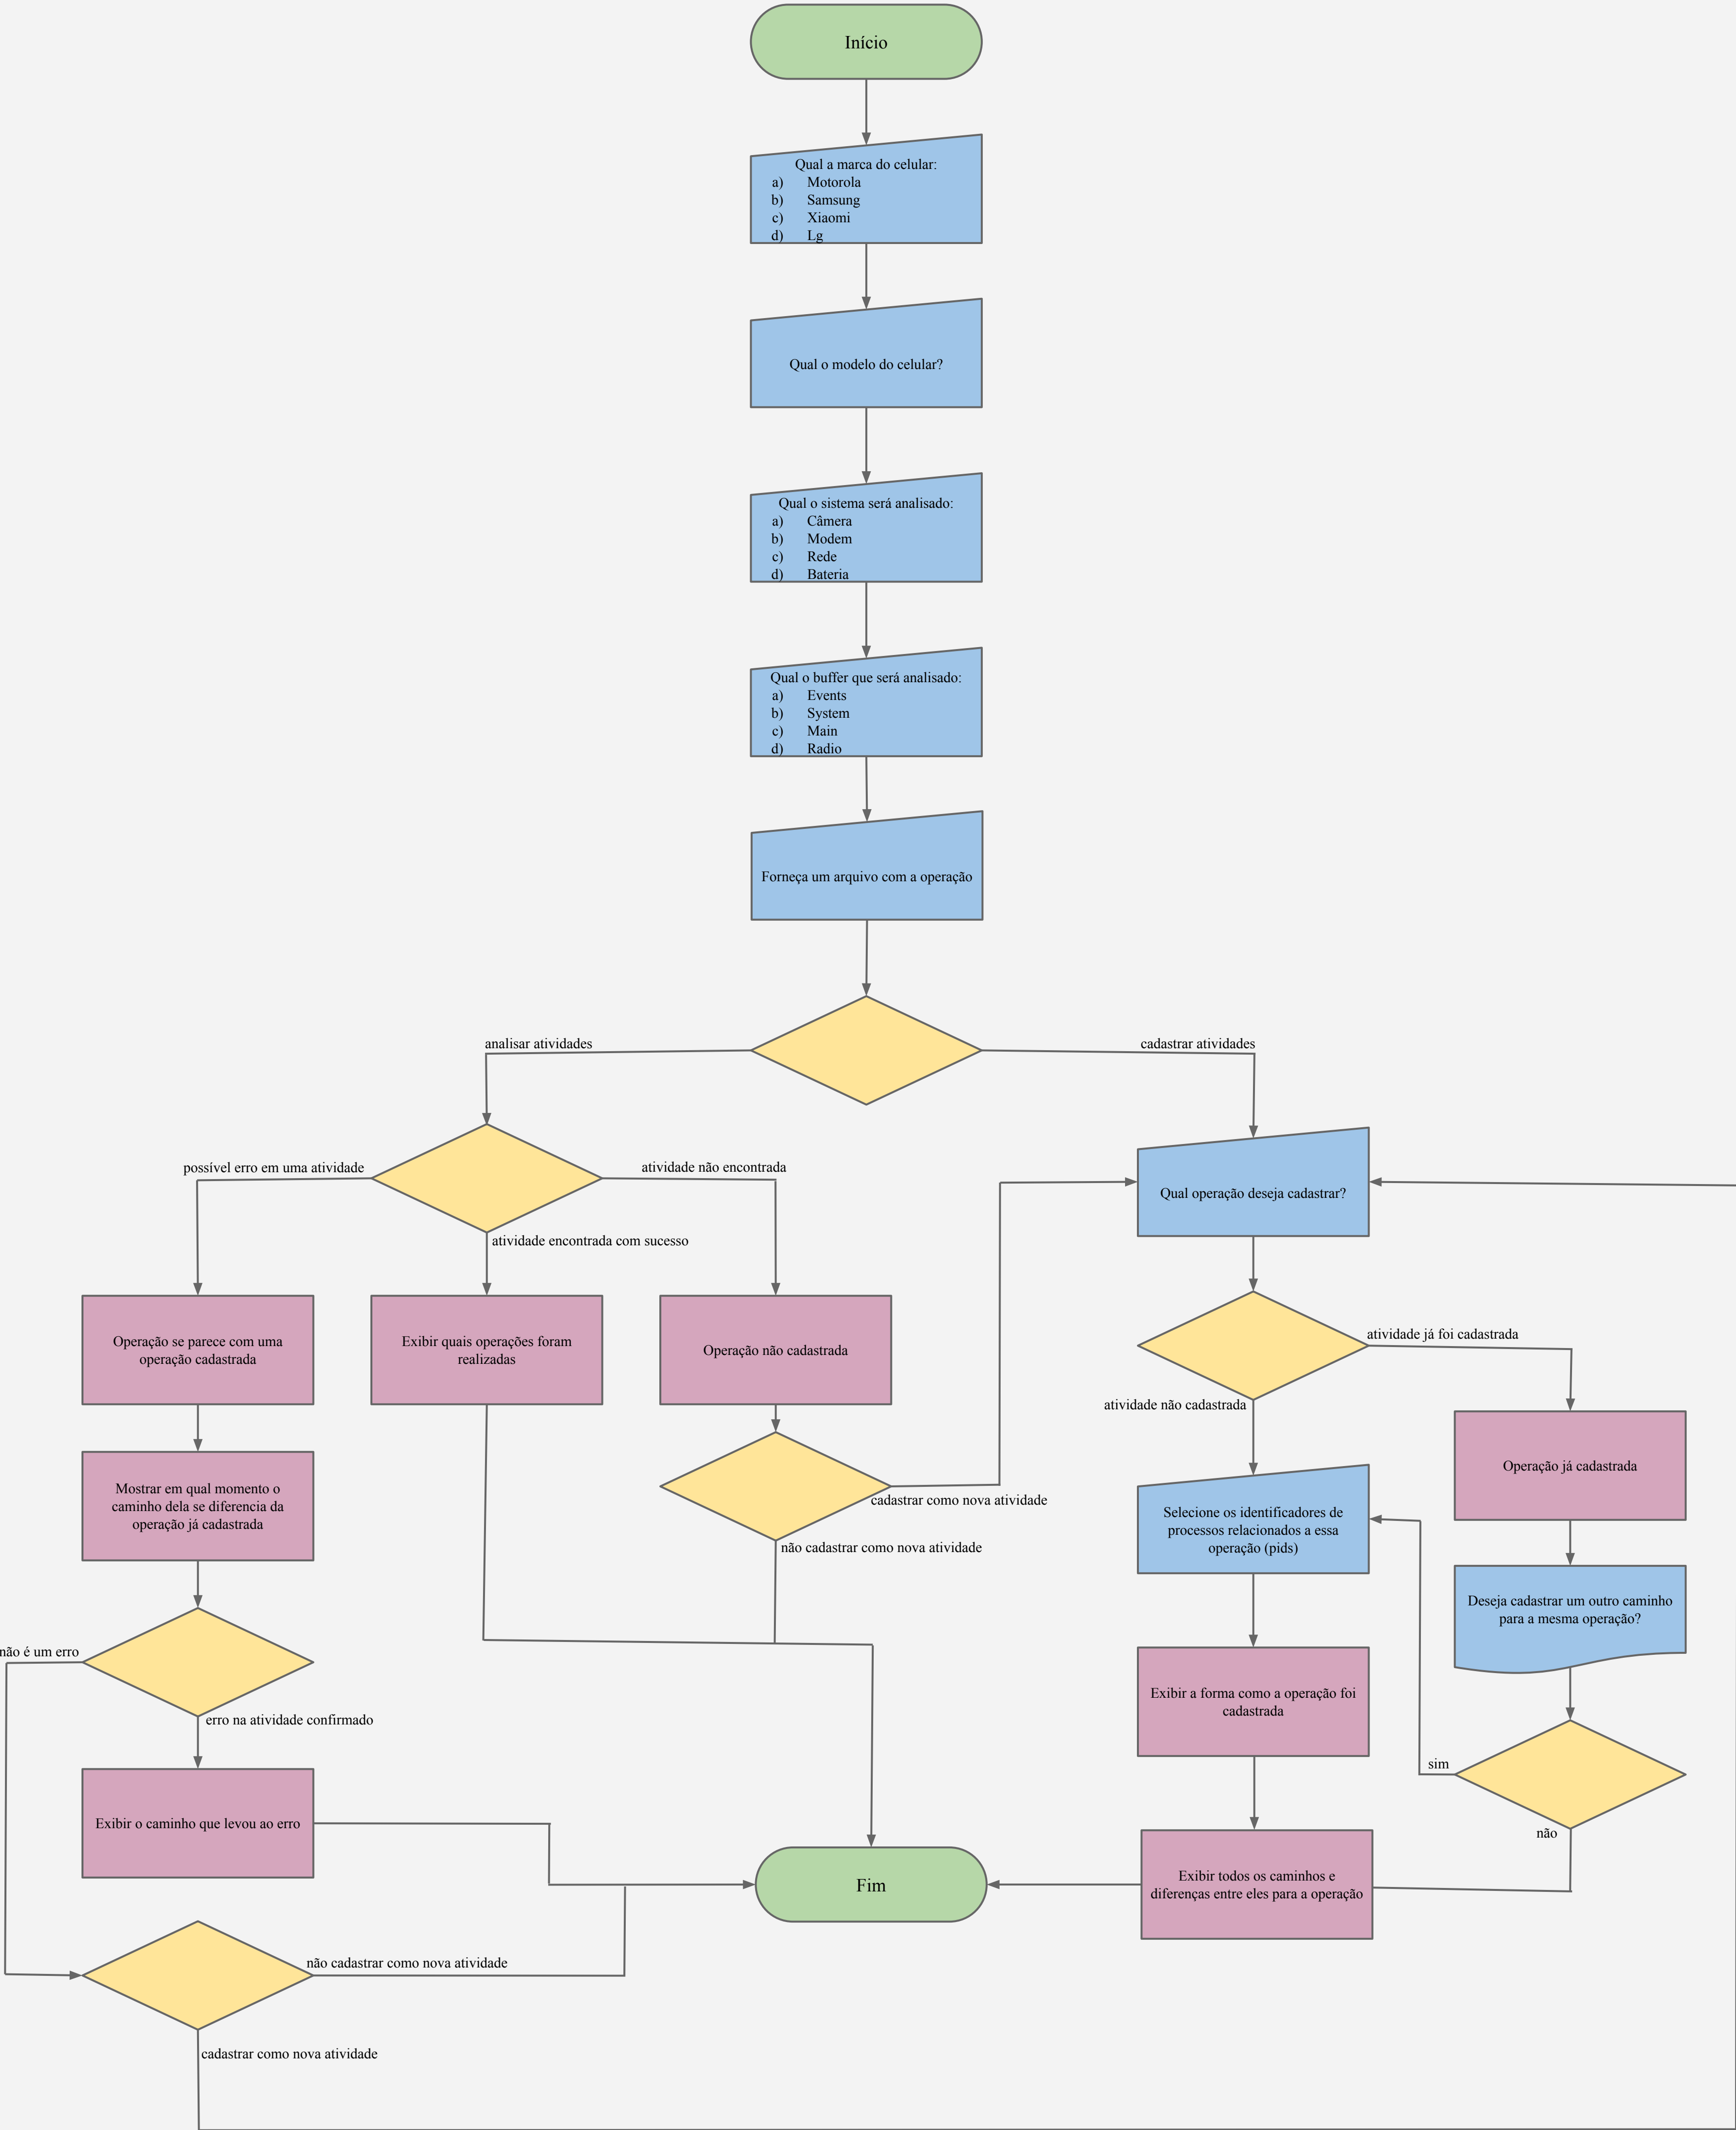 Início
Qual a marca do celular:
a) Motorola
b) Samsung
c) Xiaomi
d) Lg
Qual o modelo do celular?
Qual o sistema será analisado:
a) Câmera
b) Modem
c) Rede
d) Bateria
Qual o buffer que será analisado:
a) Events
b) System
c) Main
d) Radio
Forneça um arquivo com a operação
analisar atividades
cadastrar atividades
possível erro em uma atividade
atividade não encontrada
atividade encontrada com sucesso
Qual operação deseja cadastrar?
Operação se parece com uma
operação cadastrada
Exibir quais operações foram
realizadas
Operação não cadastrada
atividade já foi cadastrada
atividade não cadastrada
Operação já cadastrada
Mostrar em qual momento o
caminho dela se diferencia da
operação já cadastrada
cadastrar como nova atividade
não cadastrar como nova atividade
Selecione os identificadores de
processos relacionados a essa
operação (pids)
Deseja cadastrar um outro caminho
para a mesma operação?
não é um erro
erro na atividade confirmado
Exibir a forma como a operação foi
cadastrada
sim
não
Exibir o caminho que levou ao erro
Fim
Exibir todos os caminhos e
diferenças entre eles para a operação
não cadastrar como nova atividade
cadastrar como nova atividade